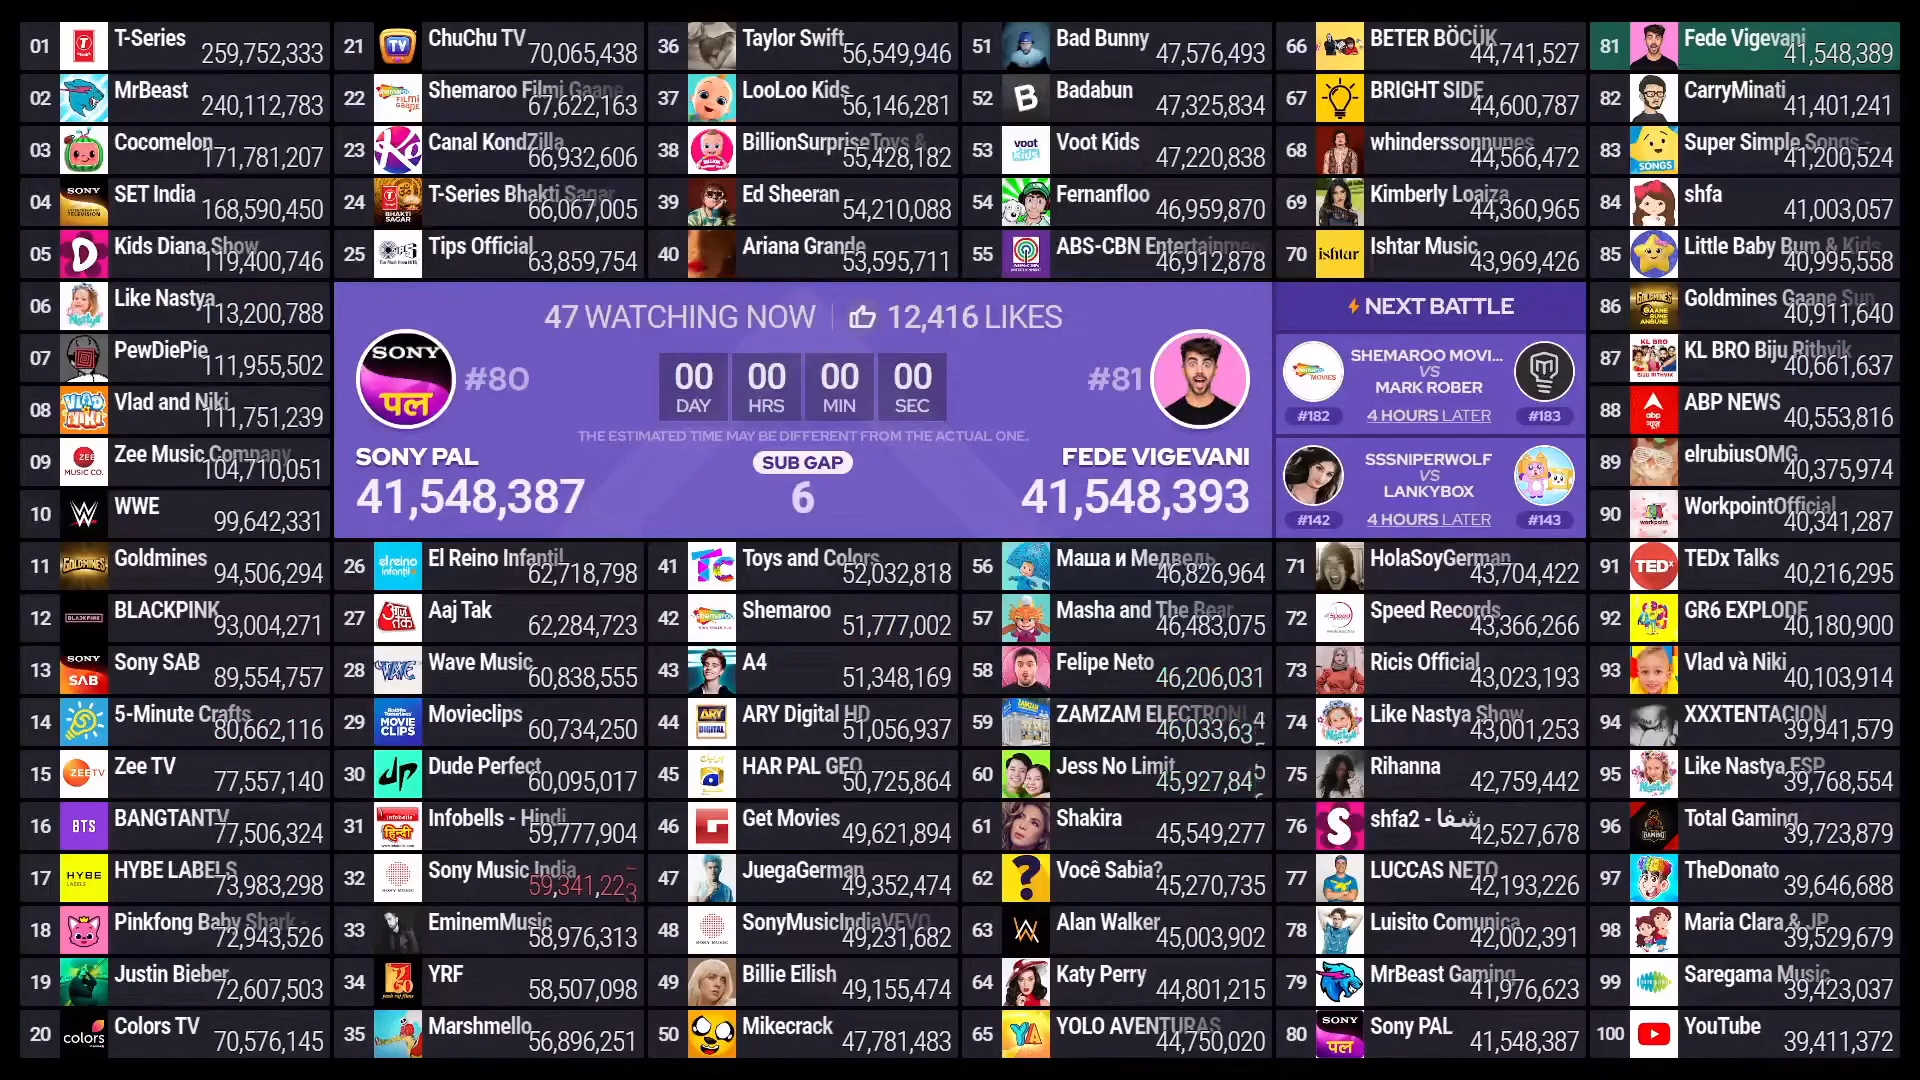 01 T-Series 259,752,333
02 MrBeast 240,112,783
03 Cocomelon 171,781,207
04 SET India 168,590,450
05 Kids Diana Show 119,400,746
06 Like Nastya 113,200,788
07 PewDiePie 111,955,502
08 Vlad and Niki 111,751,239
09 Zee Music Company 104,710,051
10 WWE 99,642,331
11 Goldmines 94,506,294
12 BLACKPINK 93,004,271
13 Sony SAB 89,554,757
14 5-Minute Crafts 80,662,116
15 Zee TV 77,557,140
16 BANGTANTV 77,506,324
17 HYBE LABELS 73,983,298
18 Pinkfong Baby Shark - 72,943,526
19 Justin Bieber 72,607,503
20 Colors TV 70,576,145
21 ChuChu TV 70,065,438
22 Shemaroo Filmi Gaane 67,622,163
23 Canal KondZilla 66,932,606
24 T-Series Bhakti Sagar 66,067,005
25 Tips Official 63,859,754
36 Taylor Swift 56,549,946
37 LooLoo Kids 56,146,281
38 BillionSurpriseToys & 55,428,182
39 Ed Sheeran 54,210,088
40 Ariana Grande 53,595,711
51 Bad Bunny 47,576,493
52 Badabun 47,325,834
53 Voot Kids 47,220,838
54 Fernanfloo 46,959,870
55 ABS-CBN Entertainmen 46,912,878
66 BETER BÖCÜK 44,741,527
67 BRIGHT SIDE 44,600,787
68 whinderssonnunes 44,566,472
69 Kimberly Loaiza 44,360,965
70 Ishtar Music 43,969,426
47 WATCHING NOW 12,416 LIKES
SONY पल #80
00 DAY 00 HRS 00 MIN 00 SEC
#81
THE ESTIMATED TIME MAY BE DIFFERENT FROM THE ACTUAL ONE.
SONY PAL
41,548,387
SUB GAP
6
FEDE VIGEVANI
41,548,393
NEXT BATTLE
SHEMAROO MOVI...
VS
MARK ROBER
#182 4 HOURS LATER #183
SSSNIPERWOLF
VS
LANKYBOX
#142 4 HOURS LATER #143
26 El Reino Infantil 62,718,798
27 Aaj Tak 62,284,723
28 Wave Music 60,838,555
29 Movieclips 60,734,250
30 Dude Perfect 60,095,017
31 Infobells - Hindi 59,777,904
32 Sony Music India 59,341,223
33 EminemMusic 58,976,313
34 YRF 58,507,098
35 Marshmello 56,896,251
41 Toys and Colors 52,032,818
42 Shemaroo 51,777,002
43 A4 51,348,169
44 ARY Digital HD 51,056,937
45 HAR PAL GEO 50,725,864
46 Get Movies 49,621,894
47 JuegaGerman 49,352,474
48 SonyMusicIndiaVEVO 49,231,682
49 Billie Eilish 49,155,474
50 Mikecrack 47,781,483
56 Маша и Медведь 46,826,964
57 Masha and The Bear 46,483,075
58 Felipe Neto 46,206,031
59 ZAMZAM ELECTRONI 46,033,63
60 Jess No Limit 45,927,84
61 Shakira 45,549,277
62 Você Sabia? 45,270,735
63 Alan Walker 45,003,902
64 Katy Perry 44,801,215
65 YOLO AVENTURAS 44,750,020
71 HolaSoyGerman 43,704,422
72 Speed Records 43,366,266
73 Ricis Official 43,023,193
74 Like Nastya Show 43,001,253
75 Rihanna 42,759,442
76 shfa2 - شفا 42,527,678
77 LUCCAS NETO 42,193,226
78 Luisito Comunica 42,002,391
79 MrBeast Gaming 41,976,623
80 Sony PAL 41,548,387
81 Fede Vigevani 41,548,389
82 CarryMinati 41,401,241
83 Super Simple Songs - 41,200,524
84 shfa 41,003,057
85 Little Baby Bum & Kids 40,995,558
86 Goldmines Gaane Sun 40,911,640
87 KL BRO Biju Rithvik 40,661,637
88 ABP NEWS 40,553,816
89 elrubiusOMG 40,375,974
90 WorkpointOfficial 40,341,287
91 TEDx Talks 40,216,295
92 GR6 EXPLODE 40,180,900
93 Vlad và Niki 40,103,914
94 XXXTENTACION 39,941,579
95 Like Nastya ESP 39,768,554
96 Total Gaming 39,723,879
97 TheDonato 39,646,688
98 Maria Clara & JP 39,529,679
99 Saregama Music 39,423,037
100 YouTube 39,411,372